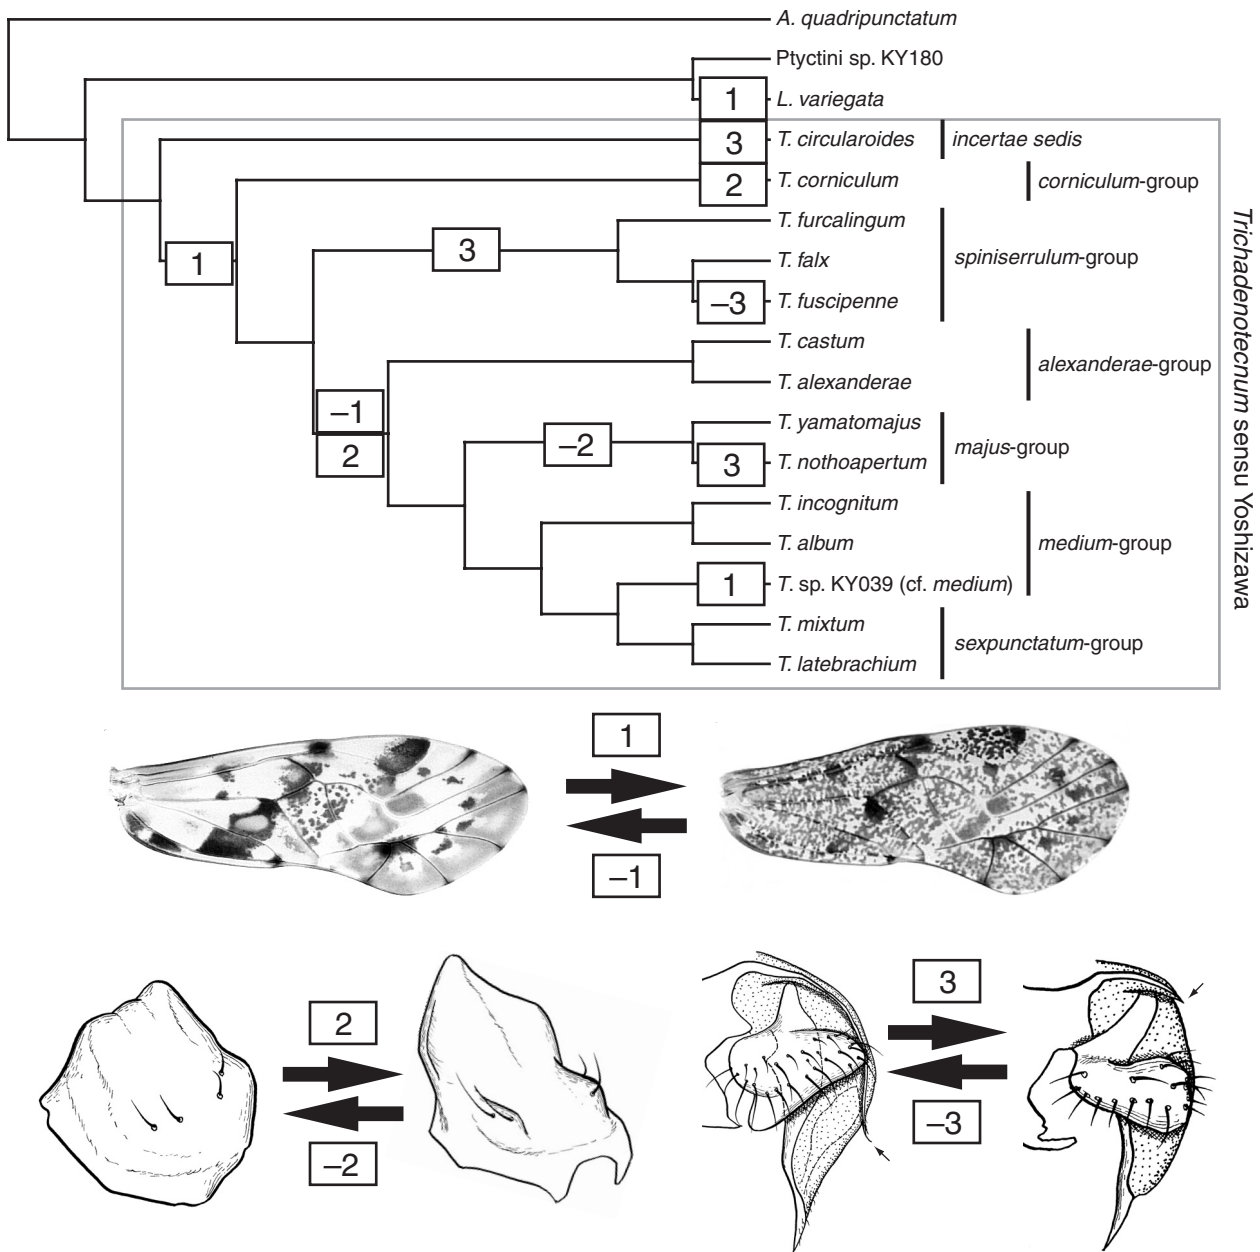 A. quadripunctatum
Ptyctini sp. KY180
1
L. variegata
3
T. circularoides
incertae sedis
2
T. corniculum
corniculum-group
T. furcalingum
3
T. falx
spiniserrulum-group
1
–3
T. fuscipenne
T. castum
alexanderae-group
T. alexanderae
–1
2
T. yamatomajus
–2
majus-group
3
T. nothoapertum
T. incognitum
T. album
medium-group
1
T. sp. KY039 (cf. medium)
T. mixtum
sexpunctatum-group
T. latebrachium
Trichadenotecnum sensu Yoshizawa
1
–1
2
–2
3
–3